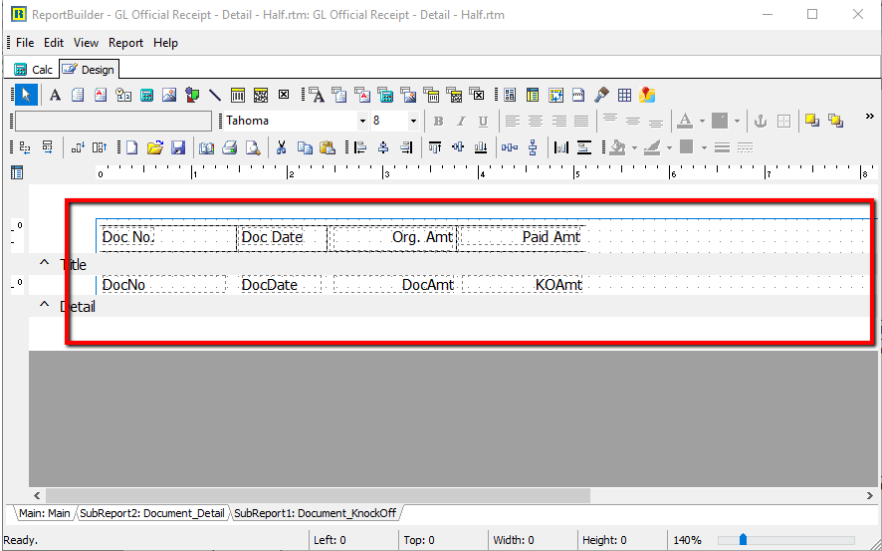 ReportBuilder - GL Official Receipt - Detail - Half.rtm: GL Official Receipt - Detail - Half.rtm
File Edit View Report Help
Calc Design
Tahoma 8 B I U
0 1 2 3 4 5 6 7 8
0
Doc No. Doc Date Org. Amt Paid Amt
Title
0
DocNo DocDate DocAmt KOAmt
Detail
Main: Main SubReport2: Document_Detail SubReport1: Document_KnockOff
Ready. Left: 0 Top: 0 Width: 0 Height: 0 140%